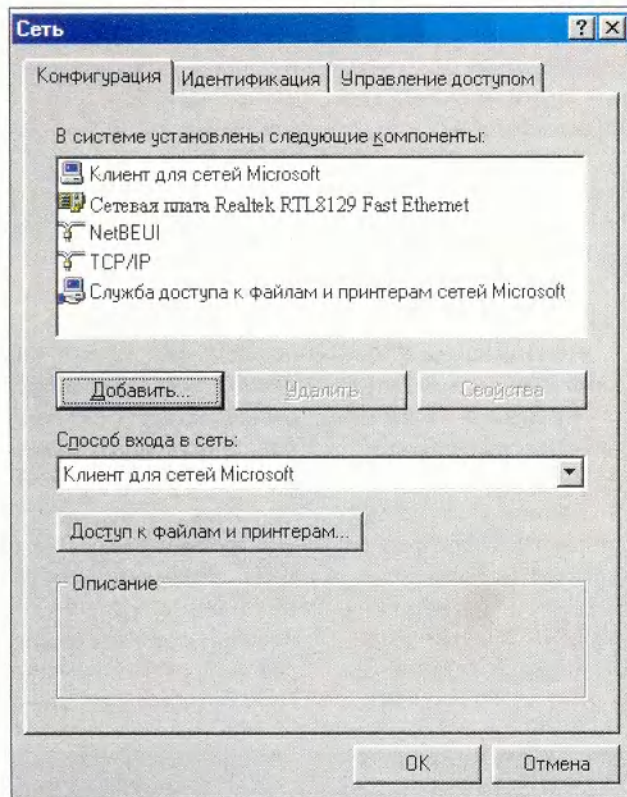 Сеть
Конфигурация Идентификация Управление доступом
В системе установлены следующие компоненты:
Клиент для сетей Microsoft
Сетевая плата Realtek RTL8129 Fast Ethernet
NetBEUI
TCP/IP
Служба доступа к файлам и принтерам сетей Microsoft
Добавить... Удалить Свойства
Способ входа в сеть:
Клиент для сетей Microsoft
Доступ к файлам и принтерам...
Описание
OK Отмена